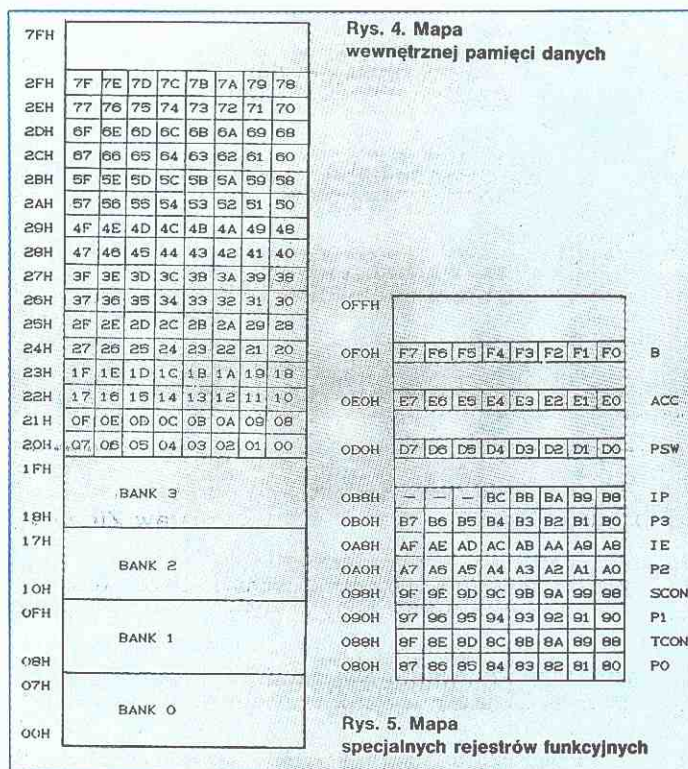 Rys. 4. Mapa
wewnętrznej pamięci danych
7FH
2FH 7F 7E 7D 7C 7B 7A 79 78
2EH 77 76 75 74 73 72 71 70
2DH 6F 6E 6D 6C 6B 6A 69 68
2CH 67 66 65 64 63 62 61 60
2BH 5F 5E 5D 5C 5B 5A 59 58
2AH 57 56 55 54 53 52 51 50
29H 4F 4E 4D 4C 4B 4A 49 48
28H 47 46 45 44 43 42 41 40
27H 3F 3E 3D 3C 3B 3A 39 38
26H 37 36 35 34 33 32 31 30
25H 2F 2E 2D 2C 2B 2A 29 28
24H 27 26 25 24 23 22 21 20
23H 1F 1E 1D 1C 1B 1A 19 18
22H 17 16 15 14 13 12 11 10
21H 0F 0E 0D 0C 0B 0A 09 08
20H 07 06 05 04 03 02 01 00
1FH
BANK 3
18H
17H
BANK 2
10H
0FH
BANK 1
08H
07H
BANK 0
00H
0FFH
0F0H F7 F6 F5 F4 F3 F2 F1 F0 B
0E0H E7 E6 E5 E4 E3 E2 E1 E0 ACC
0D0H D7 D6 D5 D4 D3 D2 D1 D0 PSW
0B8H – – – BC BB BA B9 B8 IP
0B0H B7 B6 B5 B4 B3 B2 B1 B0 P3
0A8H AF AE AD AC AB AA A9 A8 IE
0A0H A7 A6 A5 A4 A3 A2 A1 A0 P2
098H 9F 9E 9D 9C 9B 9A 99 98 SCON
090H 97 96 95 94 93 92 91 90 P1
088H 8F 8E 8D 8C 8B 8A 89 88 TCON
080H 87 86 85 84 83 82 81 80 P0
Rys. 5. Mapa
specjalnych rejestrów funkcyjnych